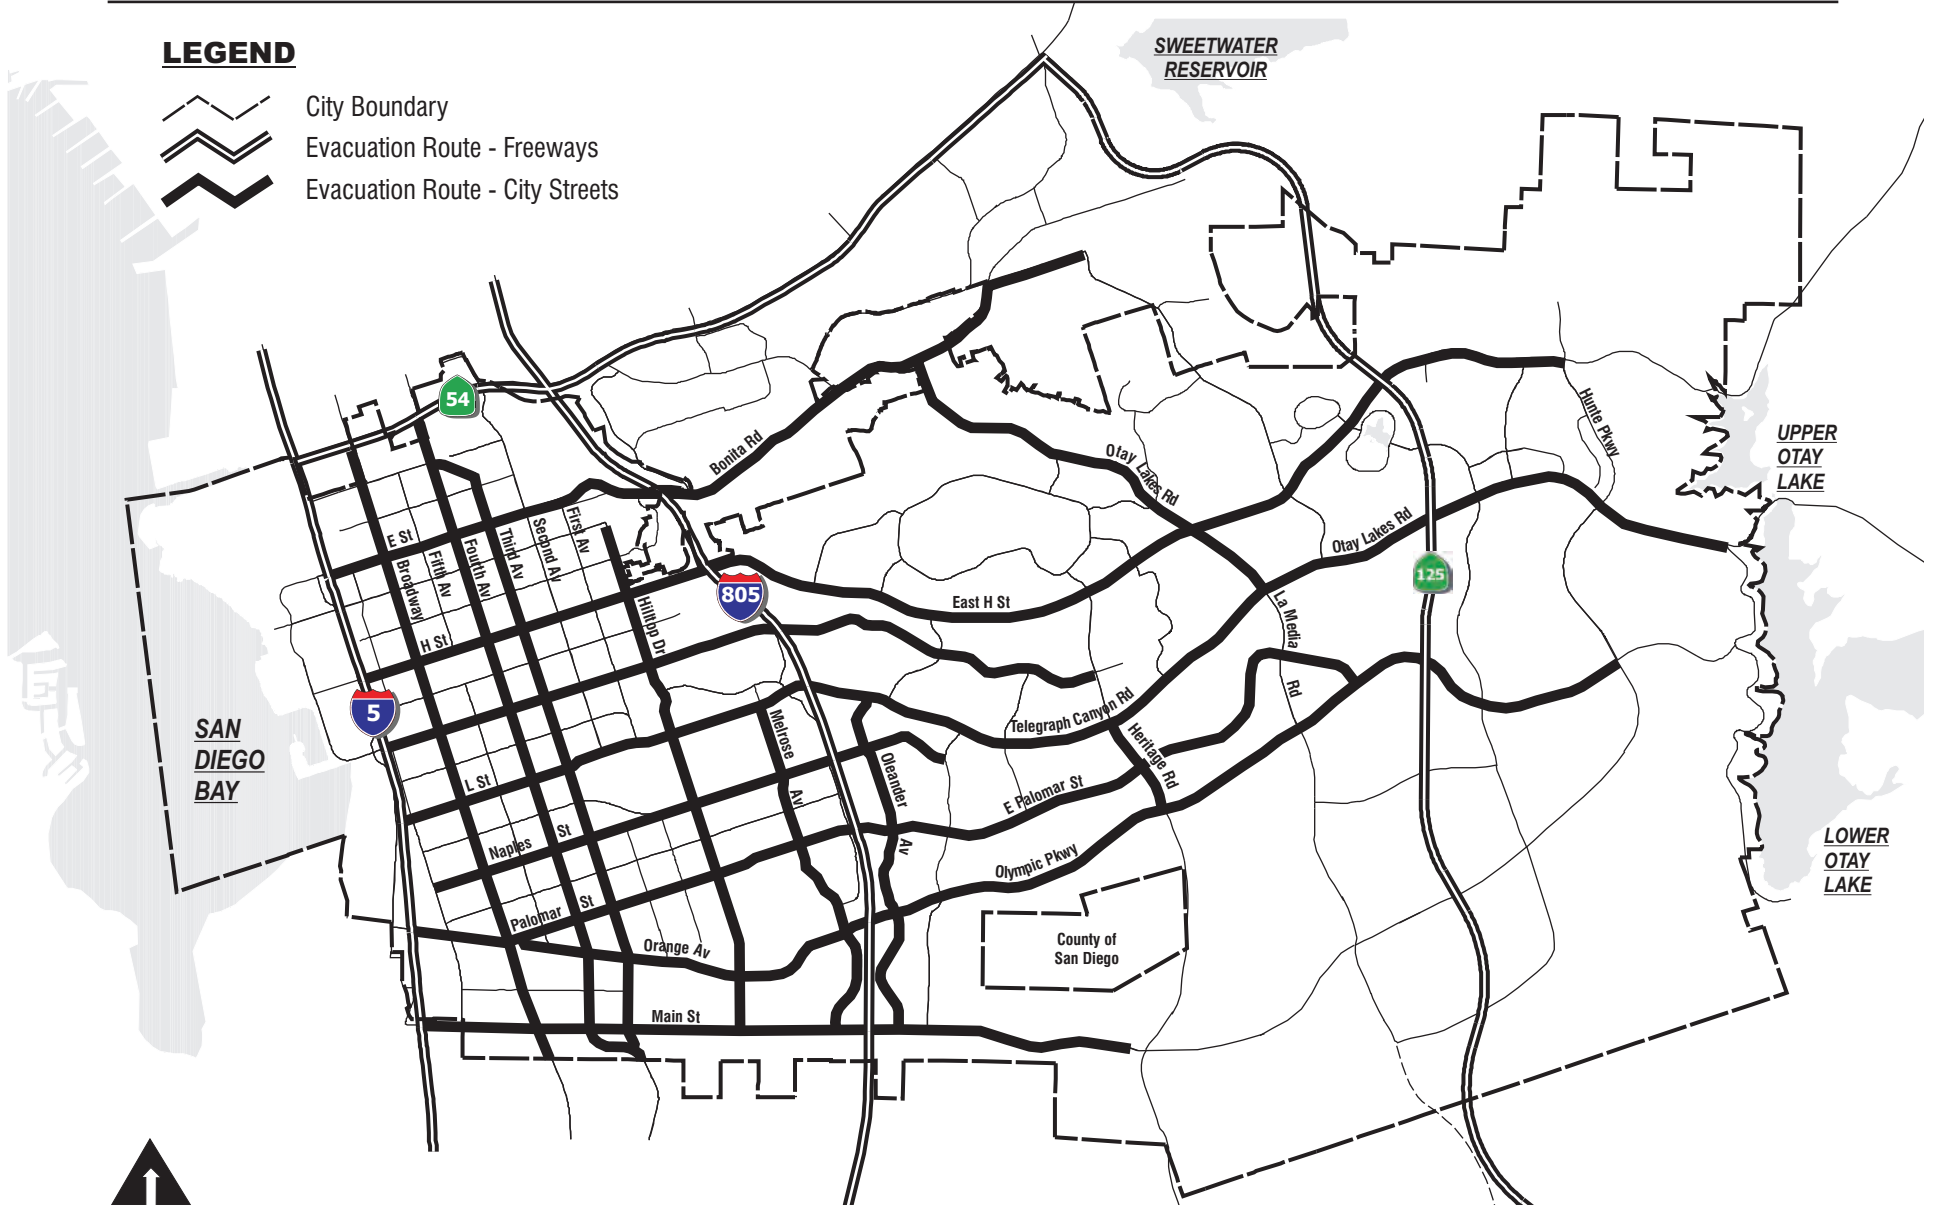 LEGEND
City Boundary
Evacuation Route - Freeways
Evacuation Route - City Streets
SWEETWATER
RESERVOIR
54
Bonita Rd
Otay Lakes Rd
Hunte Pkwy
UPPER
OTAY
LAKE
E St
Broadway
Fifth Av
Fourth Av
Third Av
Second Av
First Av
H St
Hilltop Dr
805
East H St
Otay Lakes Rd
125
La Media
Rd
5
SAN
DIEGO
BAY
L St
Melrose
Av
Telegraph Canyon Rd
Heritage Rd
Oleander
Av
E Palomar St
Naples
St
Olympic Pkwy
LOWER
OTAY
LAKE
Palomar
St
Orange Av
County of
San Diego
Main St